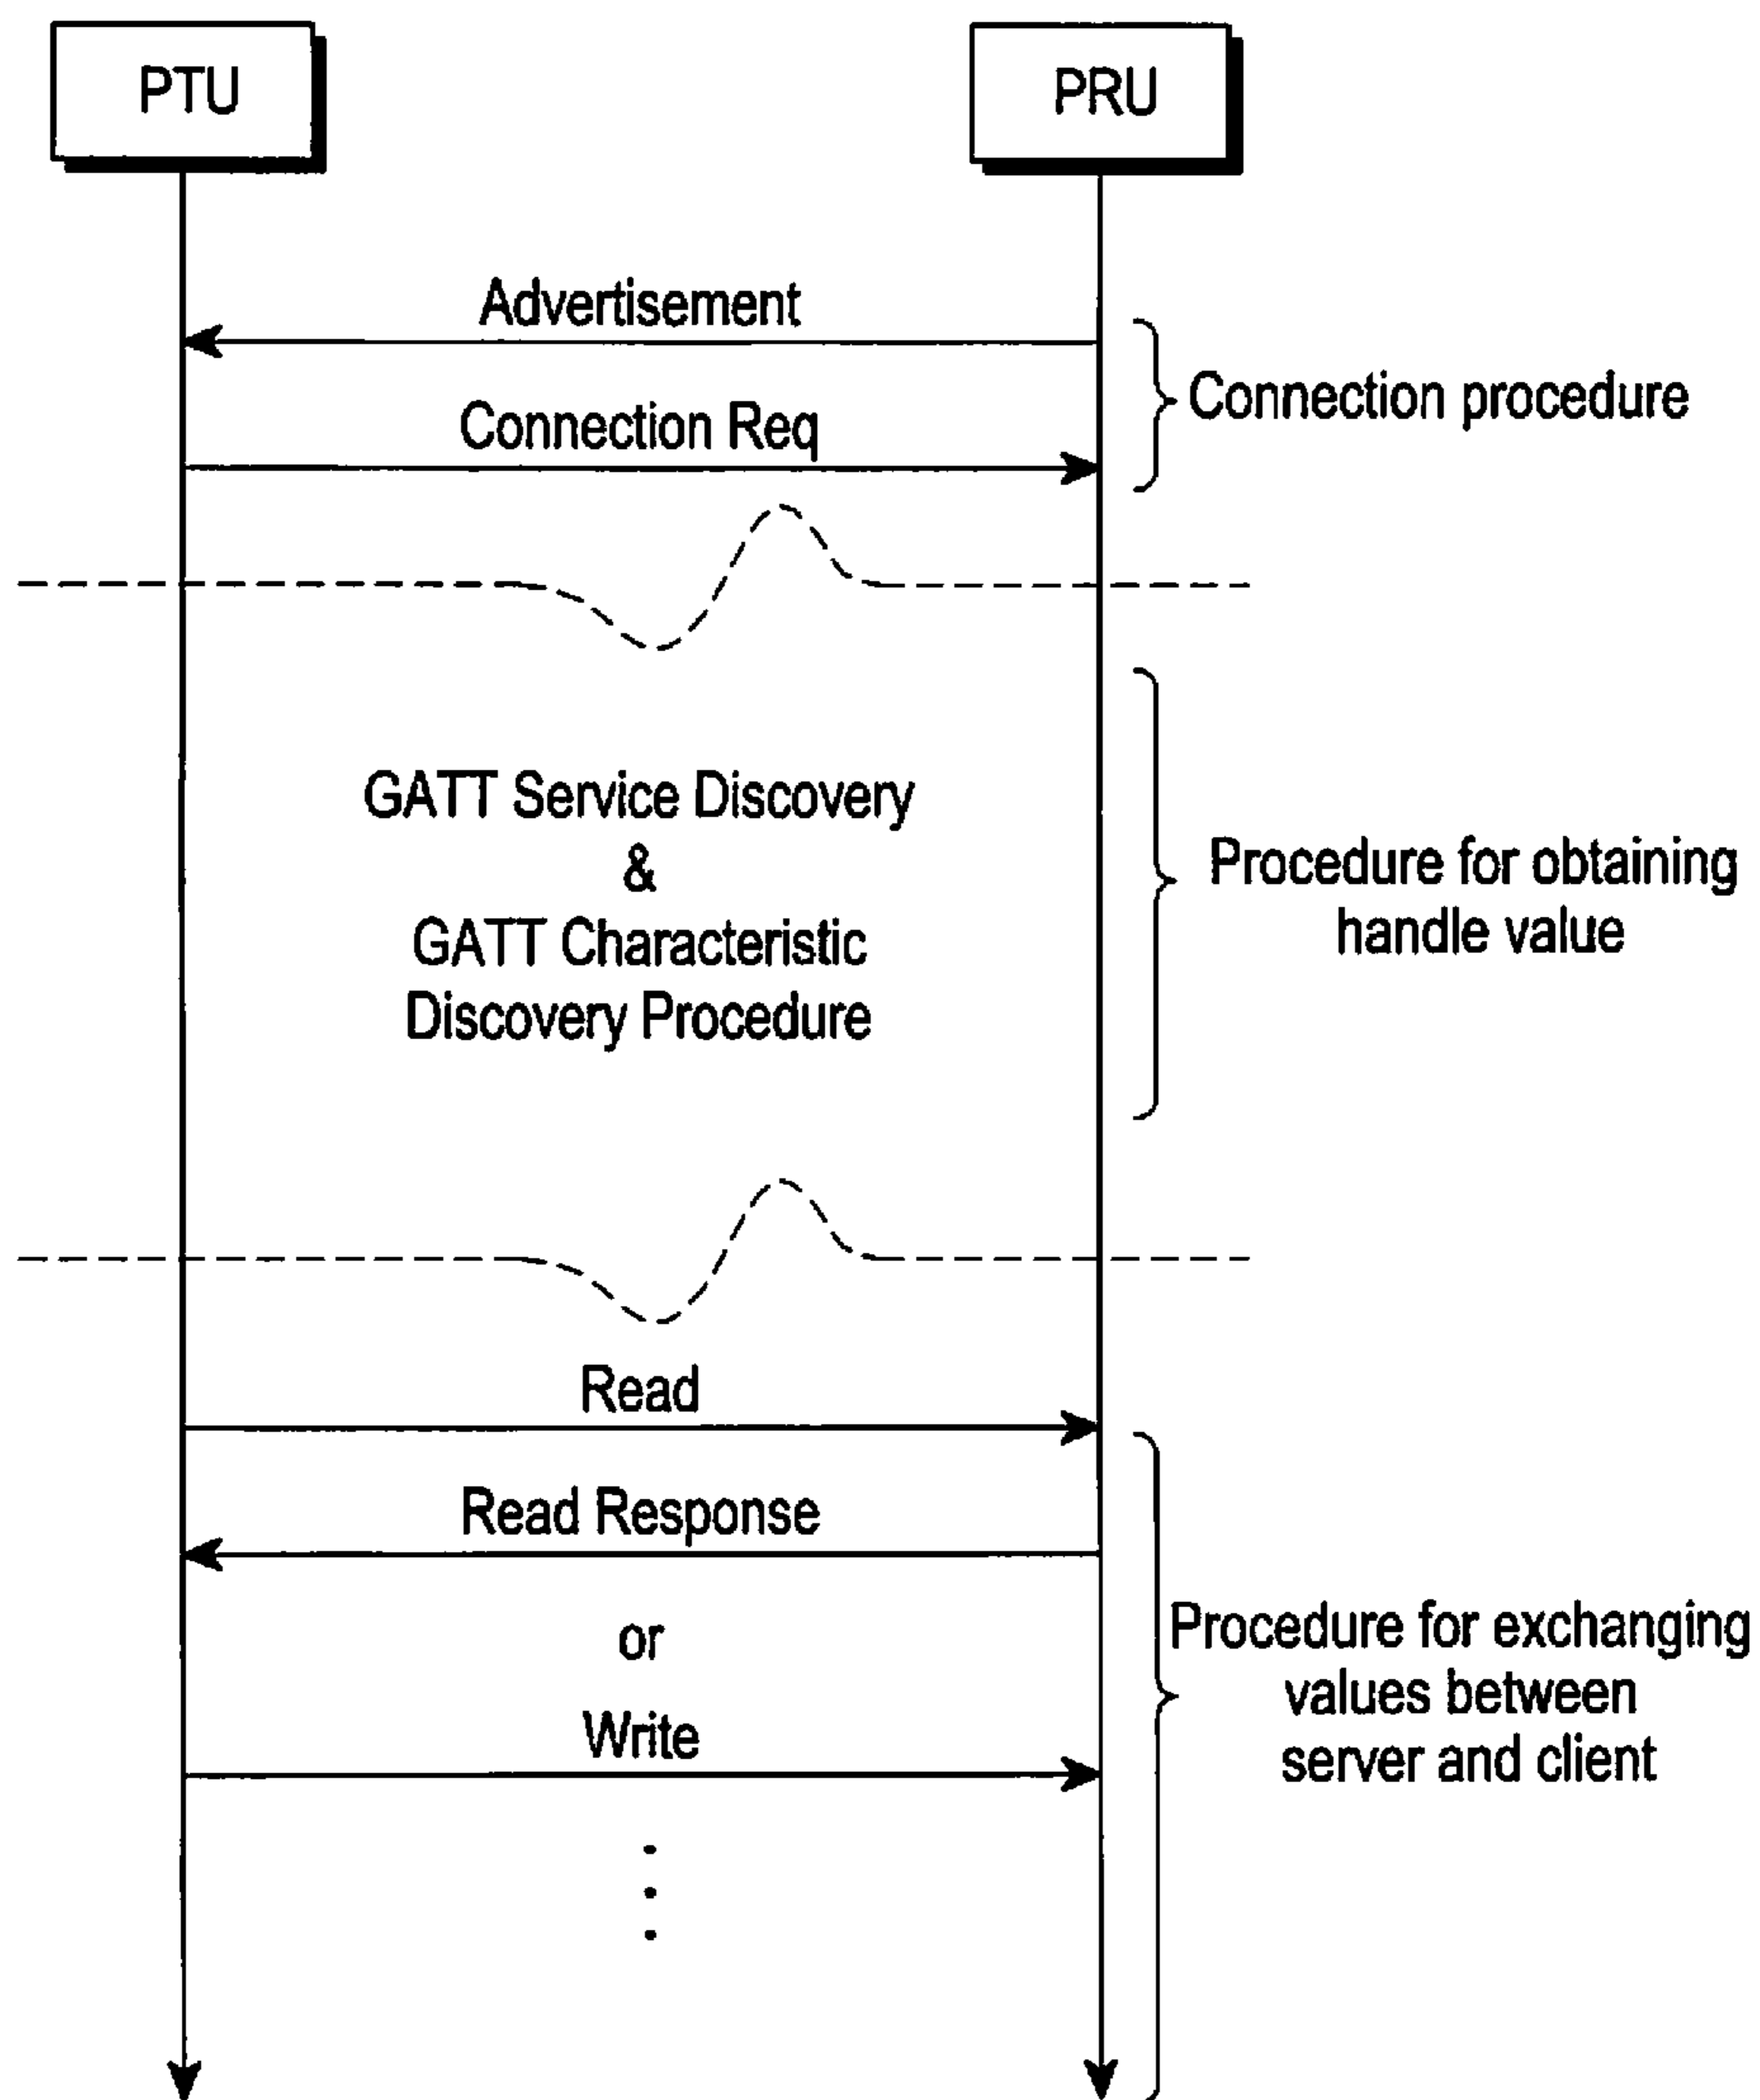 PTU
PRU
Advertisement
Connection Req
Connection procedure
GATT Service Discovery
&
GATT Characteristic
Discovery Procedure
Procedure for obtaining
handle value
Read
Read Response
or
Write
Procedure for exchanging
values between
server and client